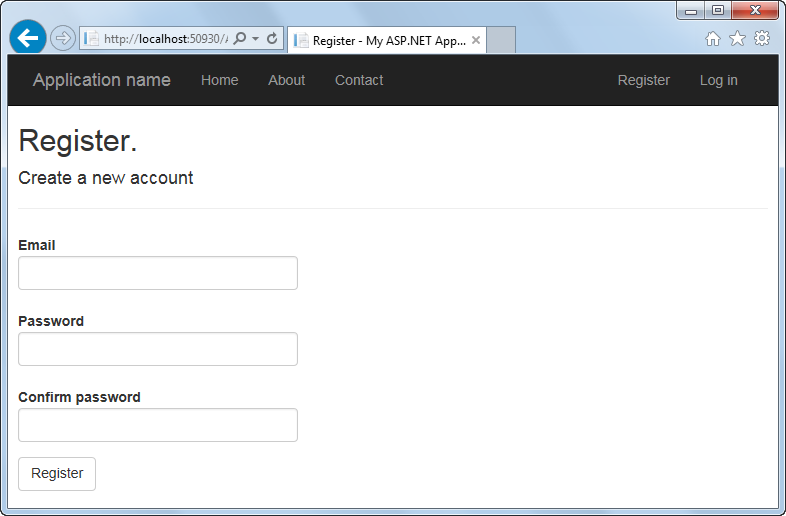 http://localhost:50930/
Register - My ASP.NET App...
Application name Home About Contact Register Log in
Register.
Create a new account
Email
Password
Confirm password
Register